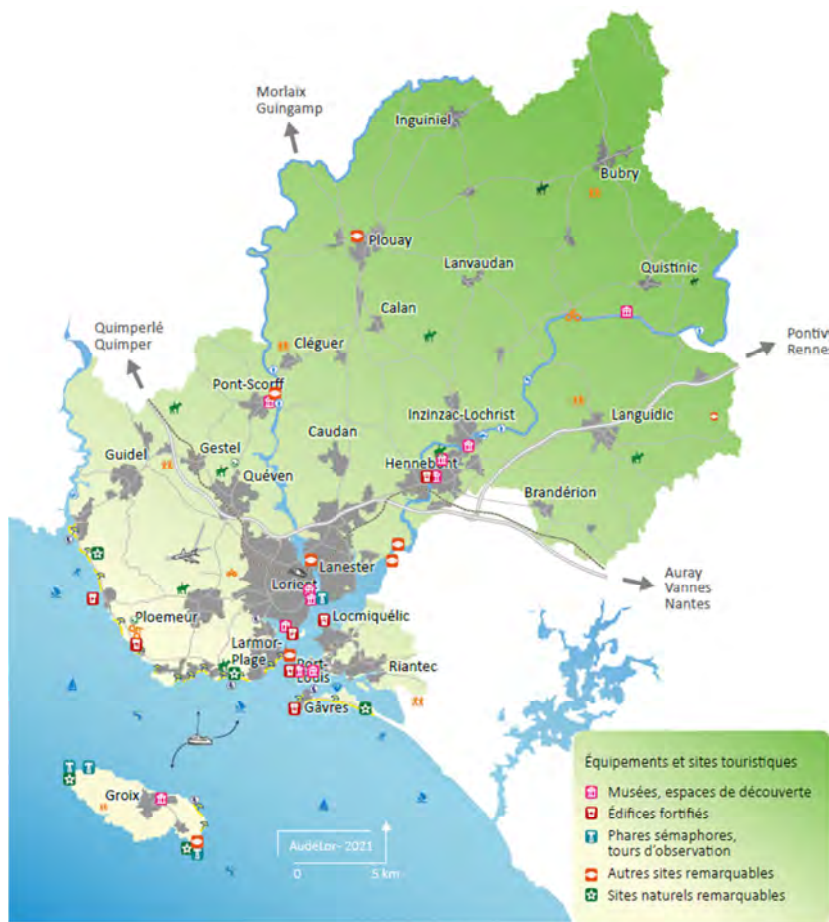 Morlaix
Guingamp
Inguiniel
Bubry
Plouay
Lanvaudan
Quistinic
Calan
Quimperlé
Quimper
Cléguer
Pontivy
Rennes
Pont-Scorff
Inzinzac-Lochrist
Languidic
Guidel
Gestel
Caudan
Quéven
Hennebont
Brandérion
Lanester
Lorient
Auray
Vannes
Nantes
Ploemeur
Locmiquélic
Larmor-
Plage
Port-
Louis
Riantec
Gâvres
Groix
Équipements et sites touristiques
Musées, espaces de découverte
Édifices fortifiés
Phares sémaphores,
tours d'observation
Autres sites remarquables
Sites naturels remarquables
AudéLor- 2021
0 5 km